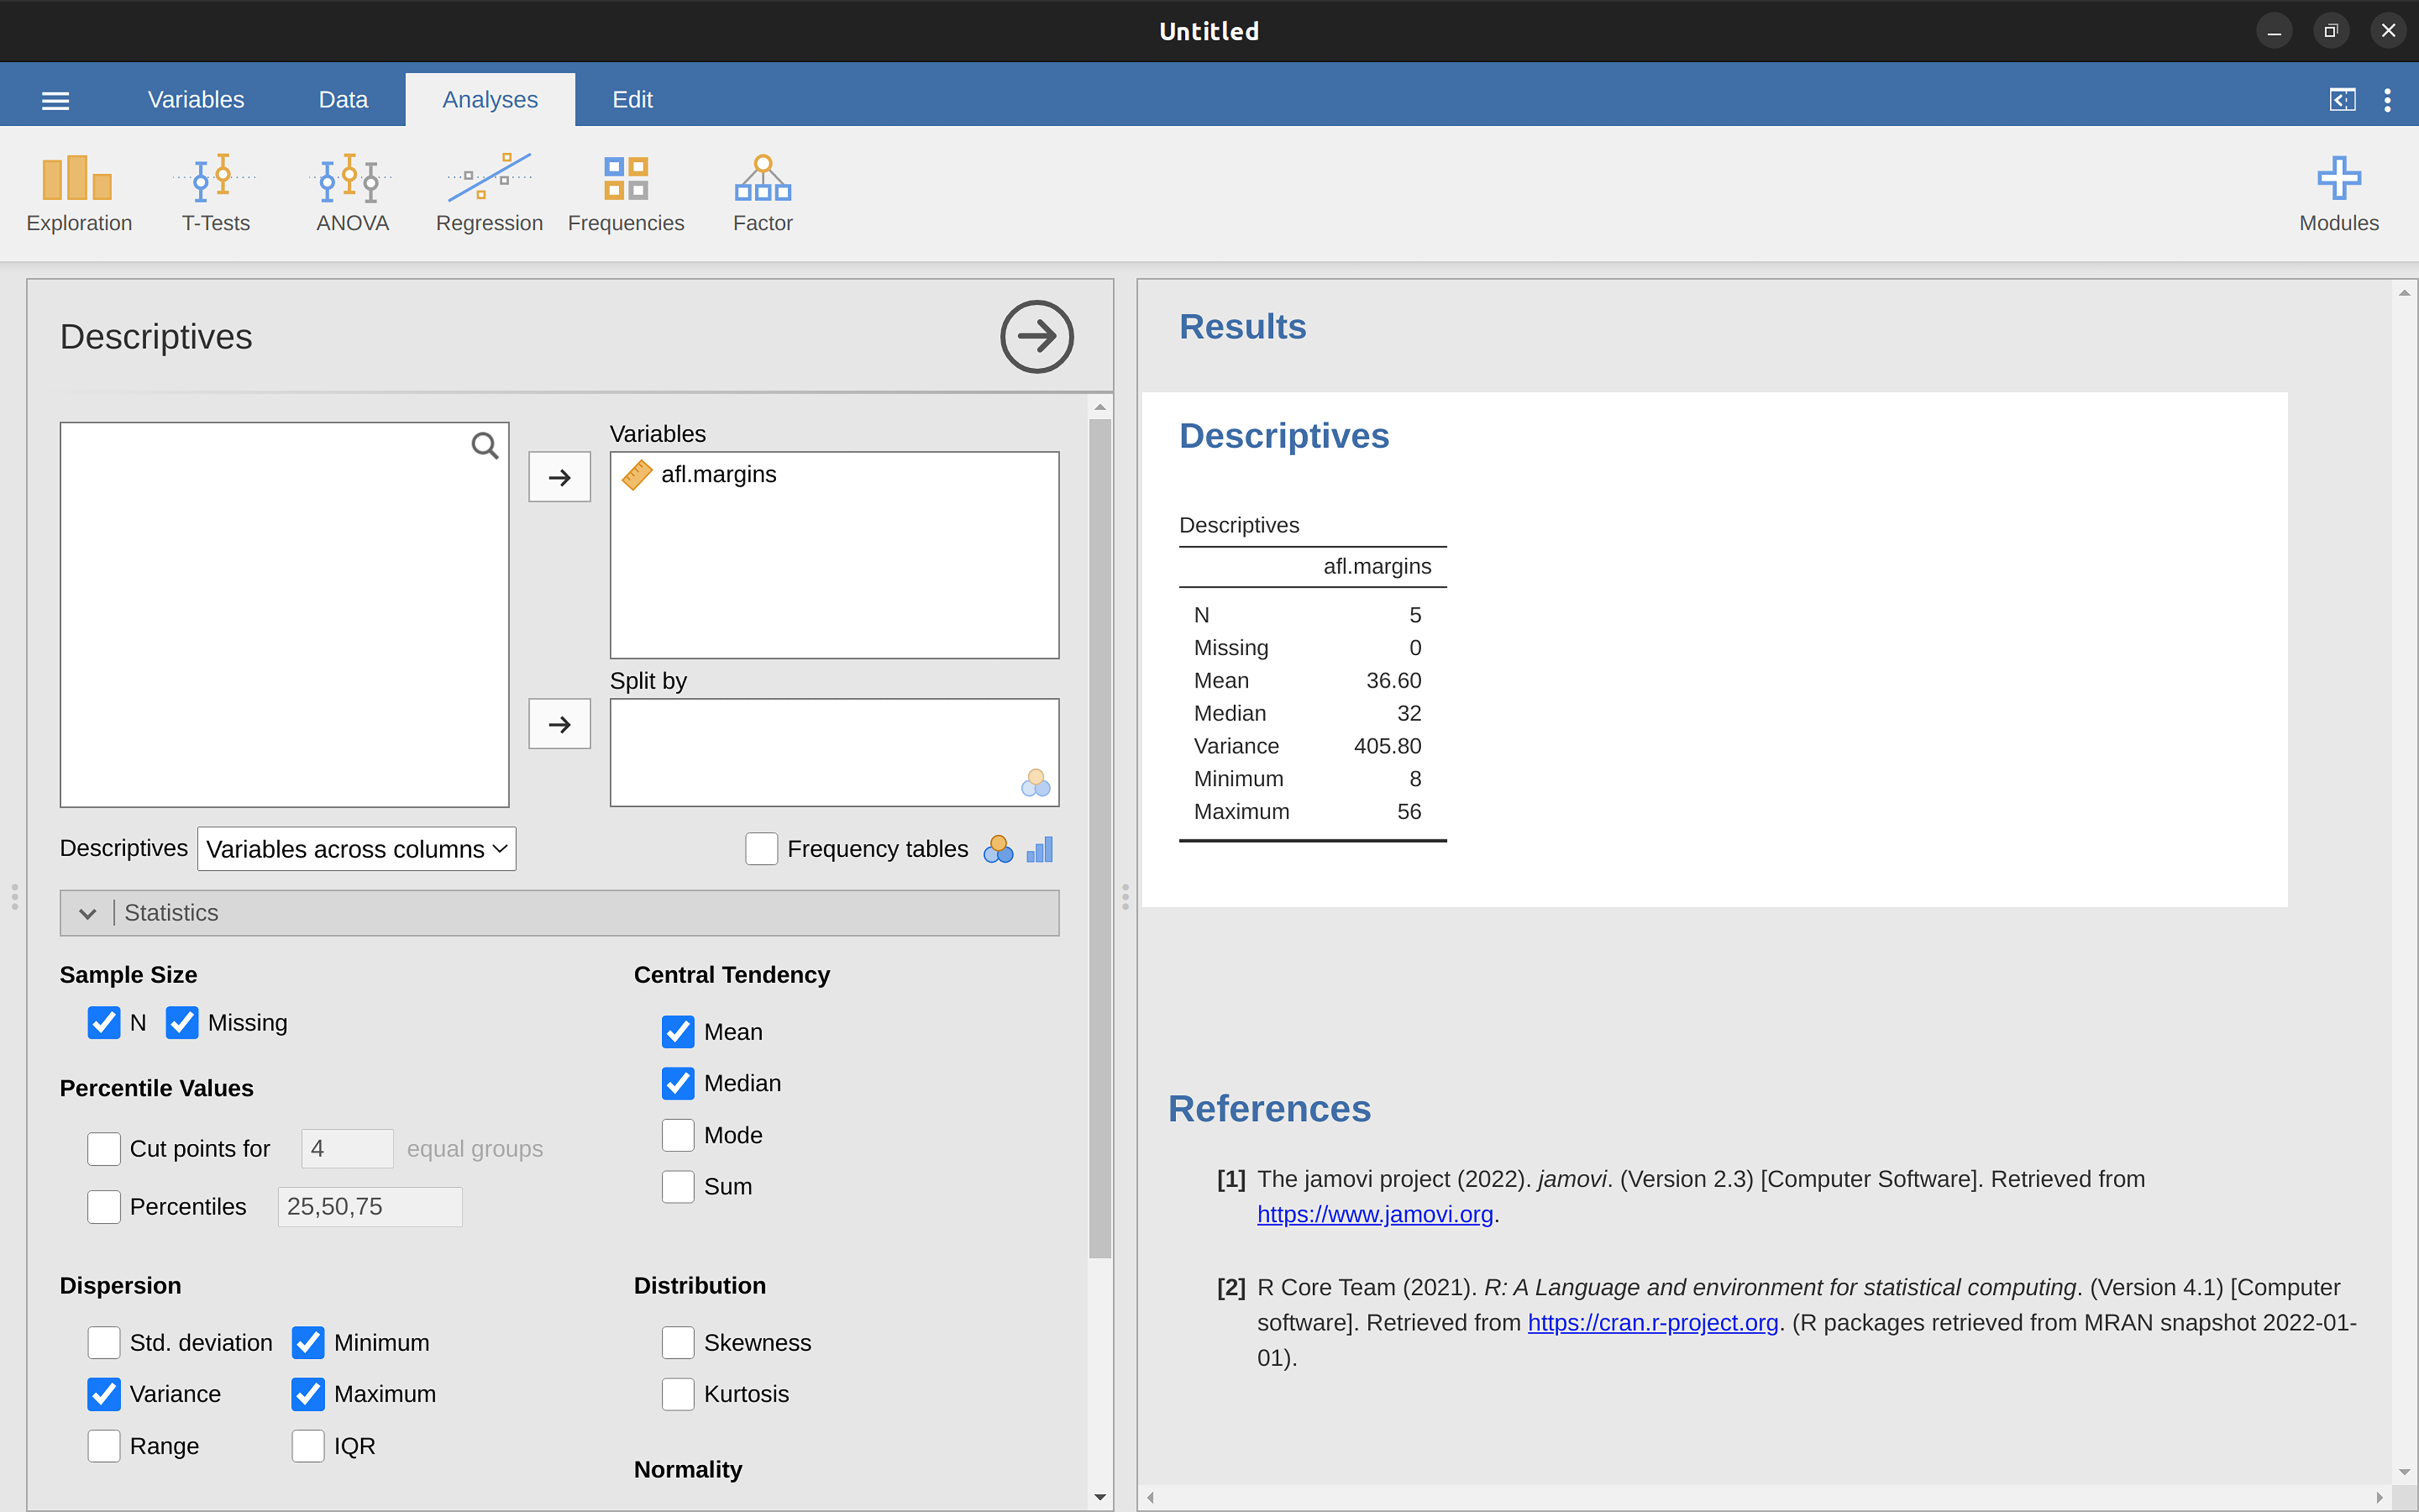 Untitled
Variables Data Analyses Edit
Exploration T-Tests ANOVA Regression Frequencies Factor Modules
Descriptives
Variables
afl.margins
Split by
Descriptives Variables across columns Frequency tables
Statistics
Sample Size
N Missing
Percentile Values
Cut points for 4 equal groups
Percentiles 25,50,75
Central Tendency
Mean
Median
Mode
Sum
Dispersion
Std. deviation Minimum
Variance Maximum
Range IQR
Distribution
Skewness
Kurtosis
Normality
Results
Descriptives
Descriptives
afl.margins
N 5
Missing 0
Mean 36.60
Median 32
Variance 405.80
Minimum 8
Maximum 56
References
[1] The jamovi project (2022). jamovi. (Version 2.3) [Computer Software]. Retrieved from
https://www.jamovi.org.
[2] R Core Team (2021). R: A Language and environment for statistical computing. (Version 4.1) [Computer
software]. Retrieved from https://cran.r-project.org. (R packages retrieved from MRAN snapshot 2022-01-
01).